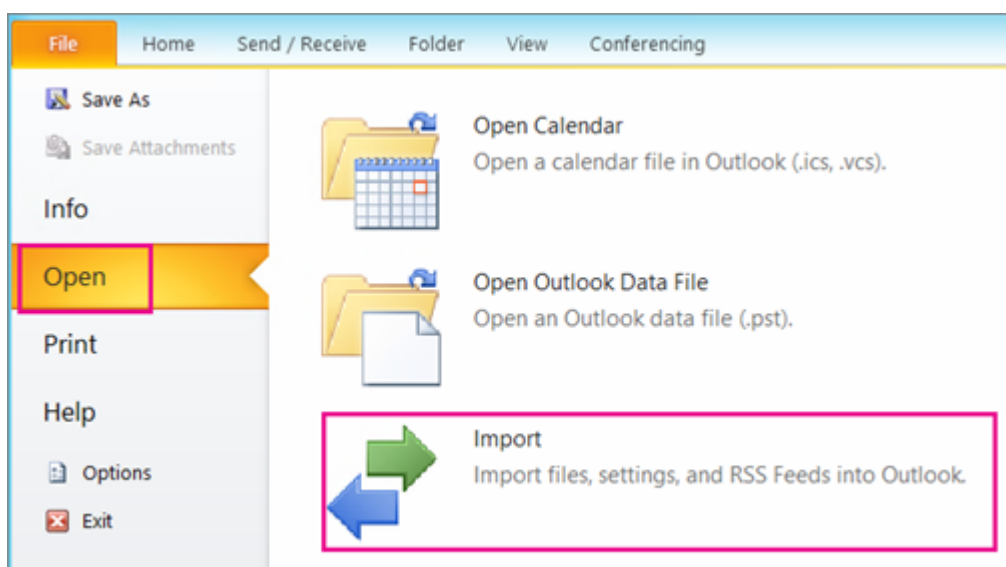 File Home Send / Receive Folder View Conferencing
Save As
Save Attachments
Info
Open
Print
Help
Options
Exit
Open Calendar
Open a calendar file in Outlook (.ics, .vcs).
Open Outlook Data File
Open an Outlook data file (.pst).
Import
Import files, settings, and RSS Feeds into Outlook.